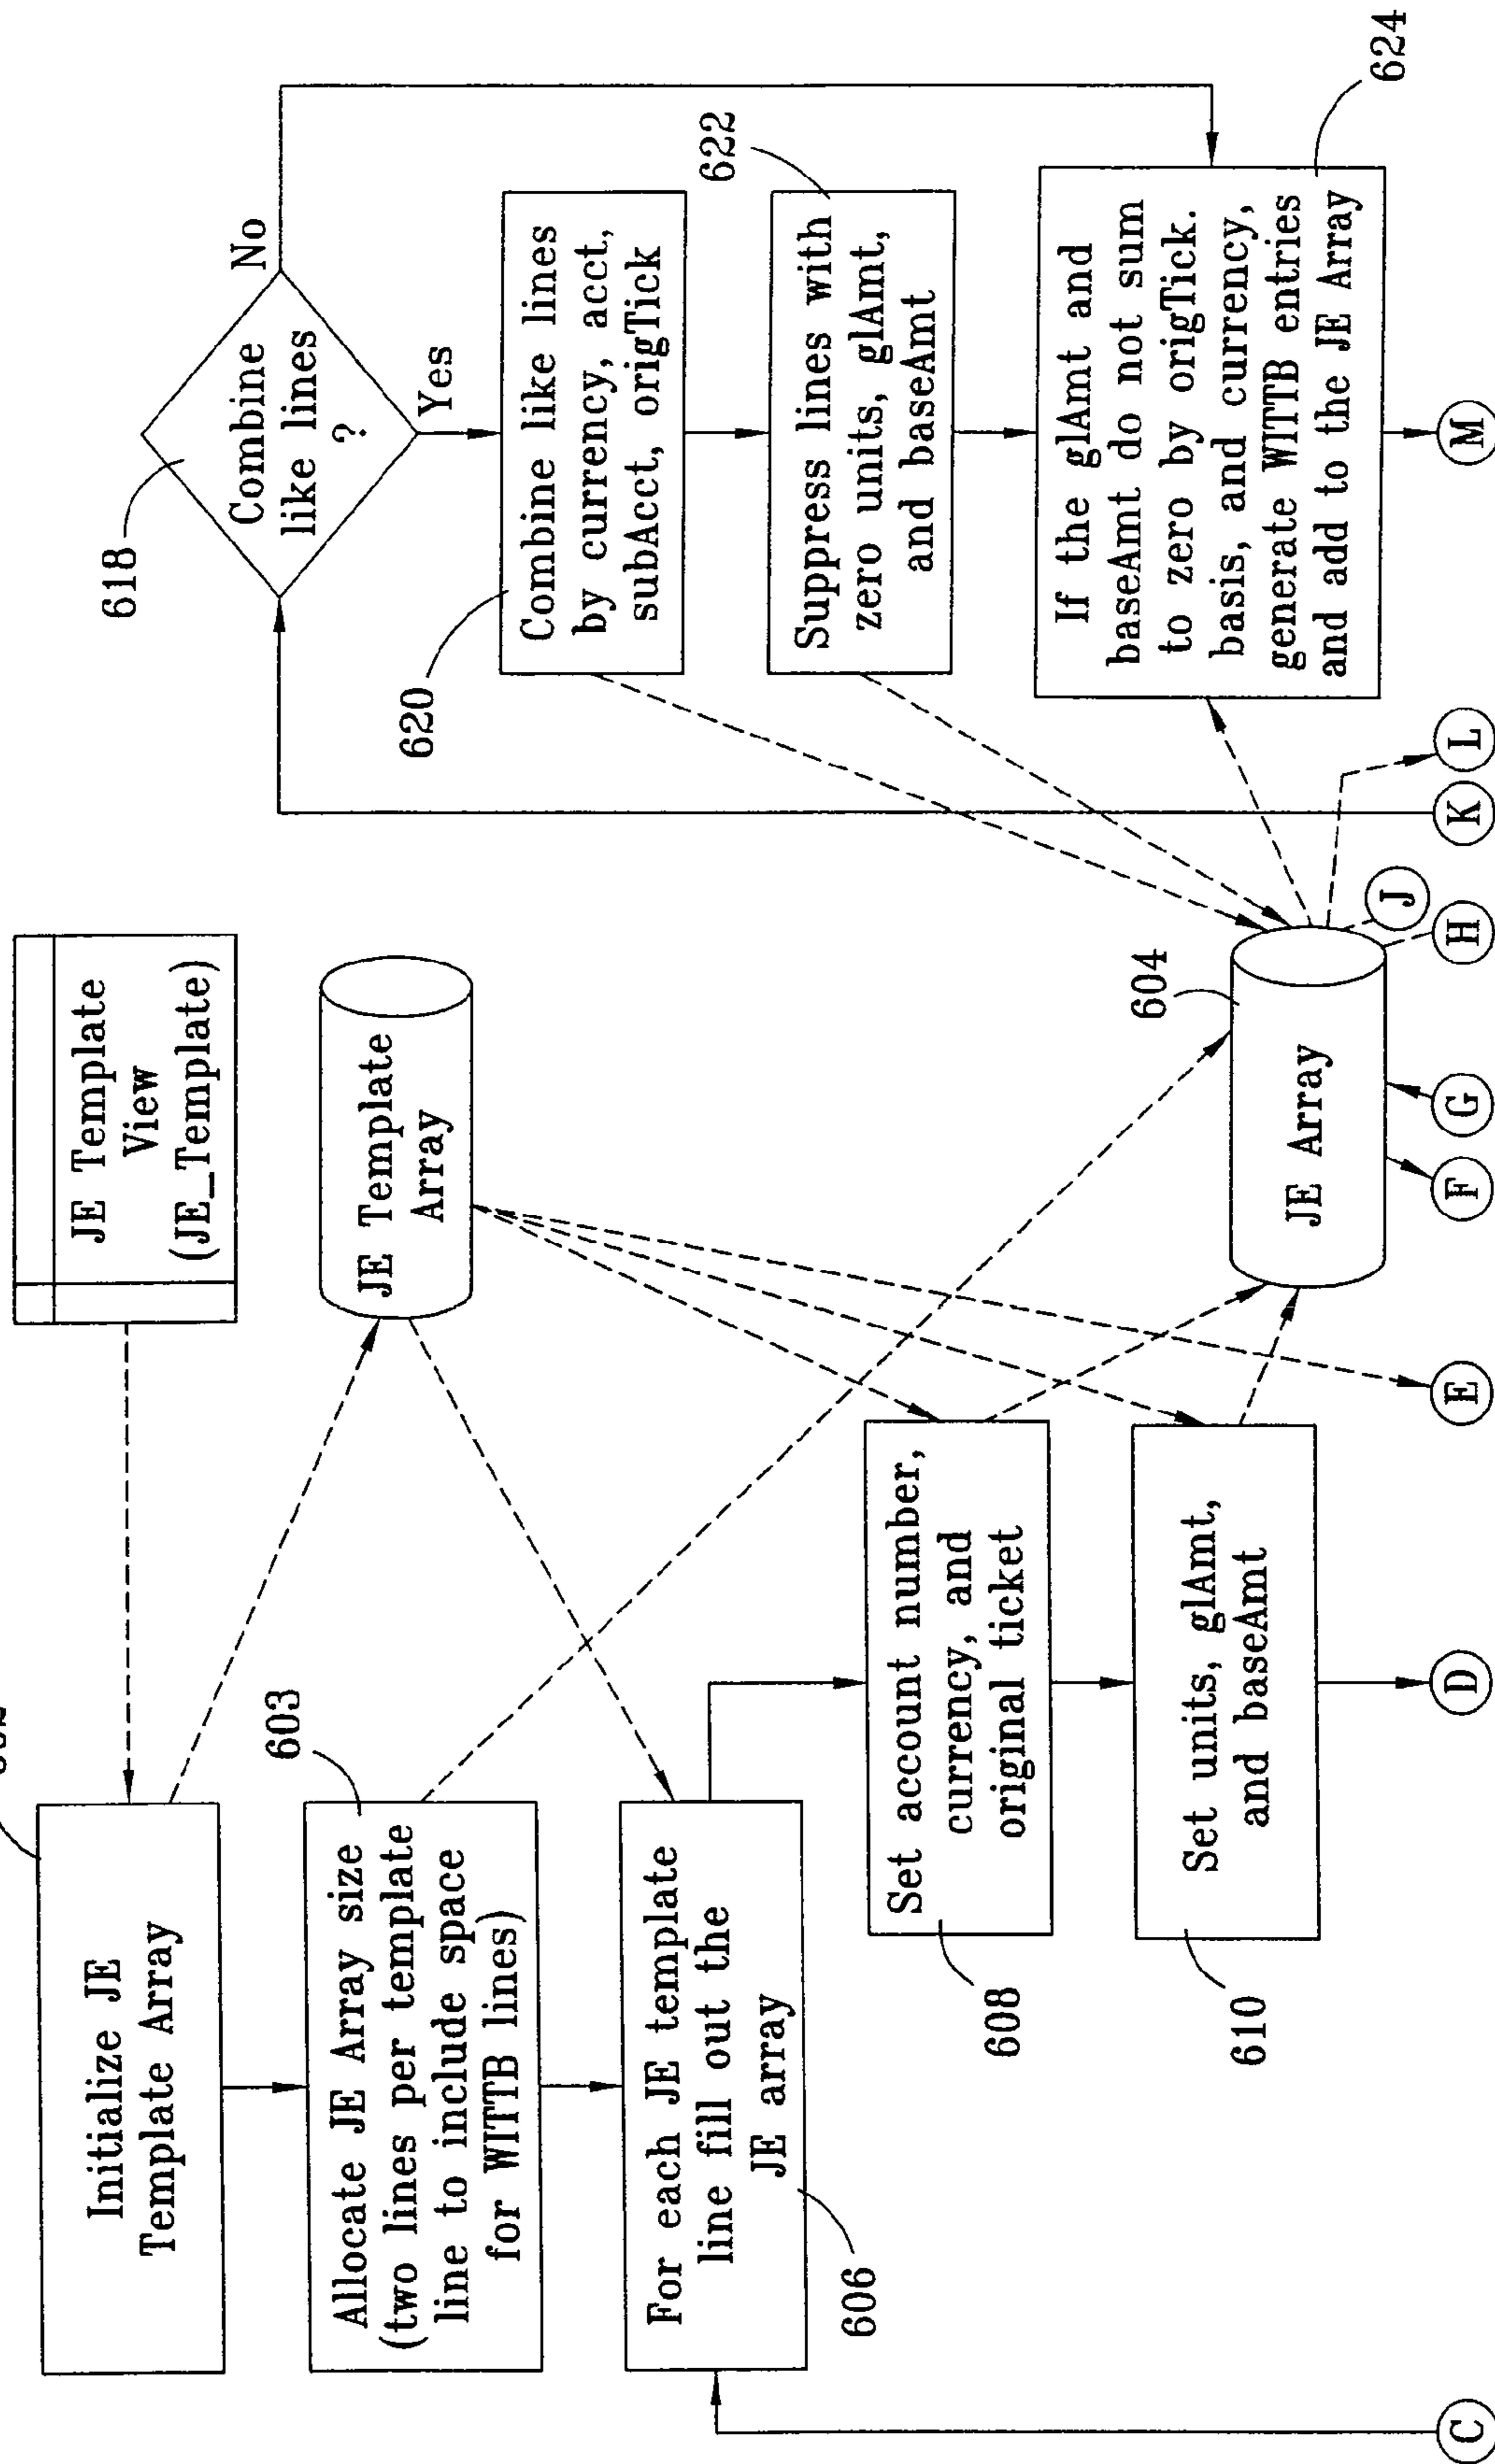 JE Template
View
(JE_Template)
Initialize JE
Template Array
JE Template
Array
603
Allocate JE Array size
(two lines per template
line to include space
for WITTB lines)
For each JE template
line fill out the
JE array
606
Set account number,
currency, and
original ticket
608
Set units, glAmt,
and baseAmt
610
604
JE Array
618
Combine
like lines
?
No
Yes
620
Combine like lines
by currency, acct,
subAcct, origTick
622
Suppress lines with
zero units, glAmt,
and baseAmt
If the glAmt and
baseAmt do not sum
to zero by origTick.
basis, and currency,
generate WITTB entries
and add to the JE Array
624
C
D
E
F
G
H
J
K
L
M